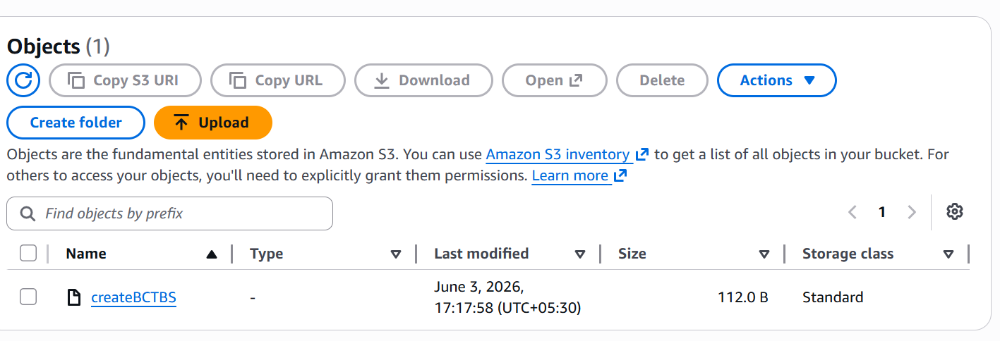 Objects (1)
Copy S3 URI Copy URL Download Open Delete Actions
Create folder Upload
Objects are the fundamental entities stored in Amazon S3. You can use Amazon S3 inventory to get a list of all objects in your bucket. For
others to access your objects, you'll need to explicitly grant them permissions. Learn more
Find objects by prefix 1
Name Type Last modified Size Storage class
createBCTBS - June 3, 2026, 112.0 B Standard
17:17:58 (UTC+05:30)